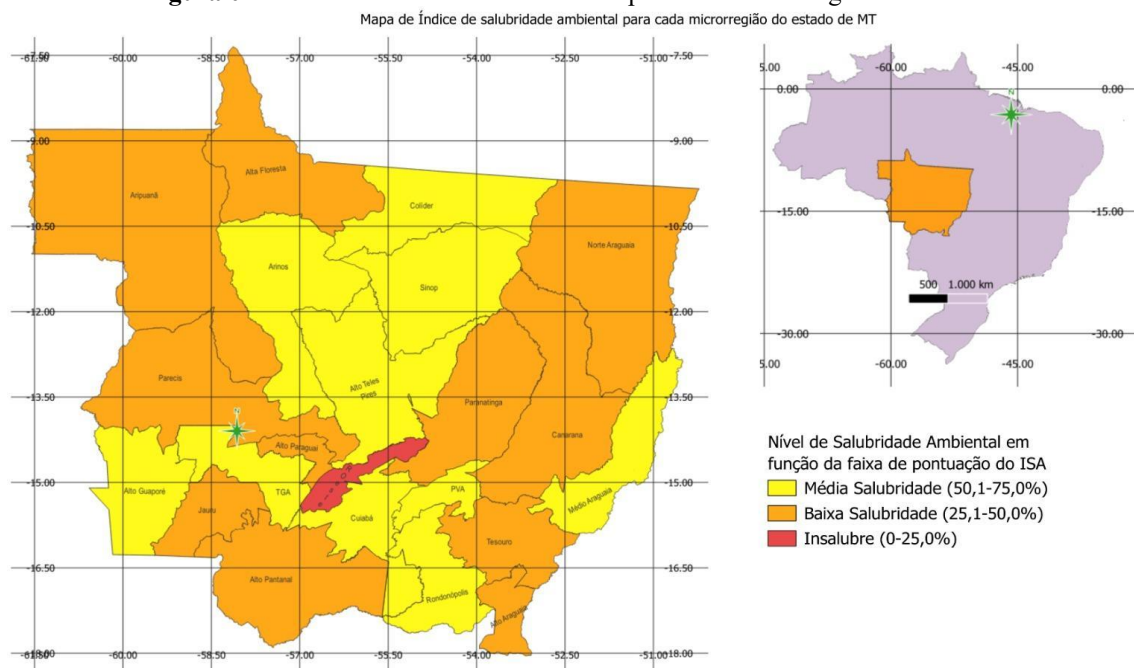 Mapa de Índice de salubridade ambiental para cada microrregião do estado de MT
-60.00 -58.50 -57.00 -55.50 -54.00 -52.50 -51.00 -7.50
-9.00 -9.00
Alta Floresta
Aripuanã
Colíder
-10.50 -10.50
Norte Araguaia
Arinos
Sinop
-12.00 -12.00
Parecis
Alto Teles
Pires
-13.50 -13.50
Paranatinga
N
Canarana
Alto Paraguai
-15.00 -15.00
Alto Guaporé
TGA
PVA
Médio Araguaia
Jauru
Cuiabá
Tesouro
-16.50 -16.50
Alto Pantanal
Rondonópolis
Alto Araguaia
-60.00 -58.50 -57.00 -55.50 -54.00 -52.50 -51.00 -18.00
5.00 -60.00 -45.00 5.00
0.00 0.00
N
-15.00 -15.00
500 1.000 km
-30.00 -30.00
5.00 -60.00 -45.00 5.00
Nível de Salubridade Ambiental em
função da faixa de pontuação do ISA
Média Salubridade (50,1-75,0%)
Baixa Salubridade (25,1-50,0%)
Insalubre (0-25,0%)